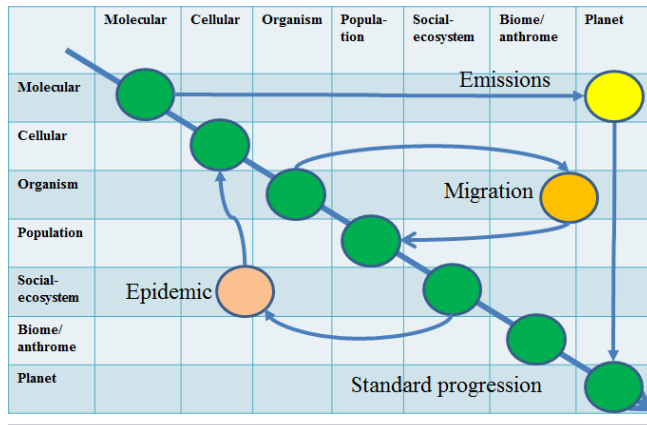 Molecular Cellular Organism Popula- Social- Biome/ Planet
tion ecosystem anthrome
Molecular Emissions
Cellular
Organism Migration
Population
Social-
ecosystem Epidemic
Biome/
anthrome
Planet Standard progression